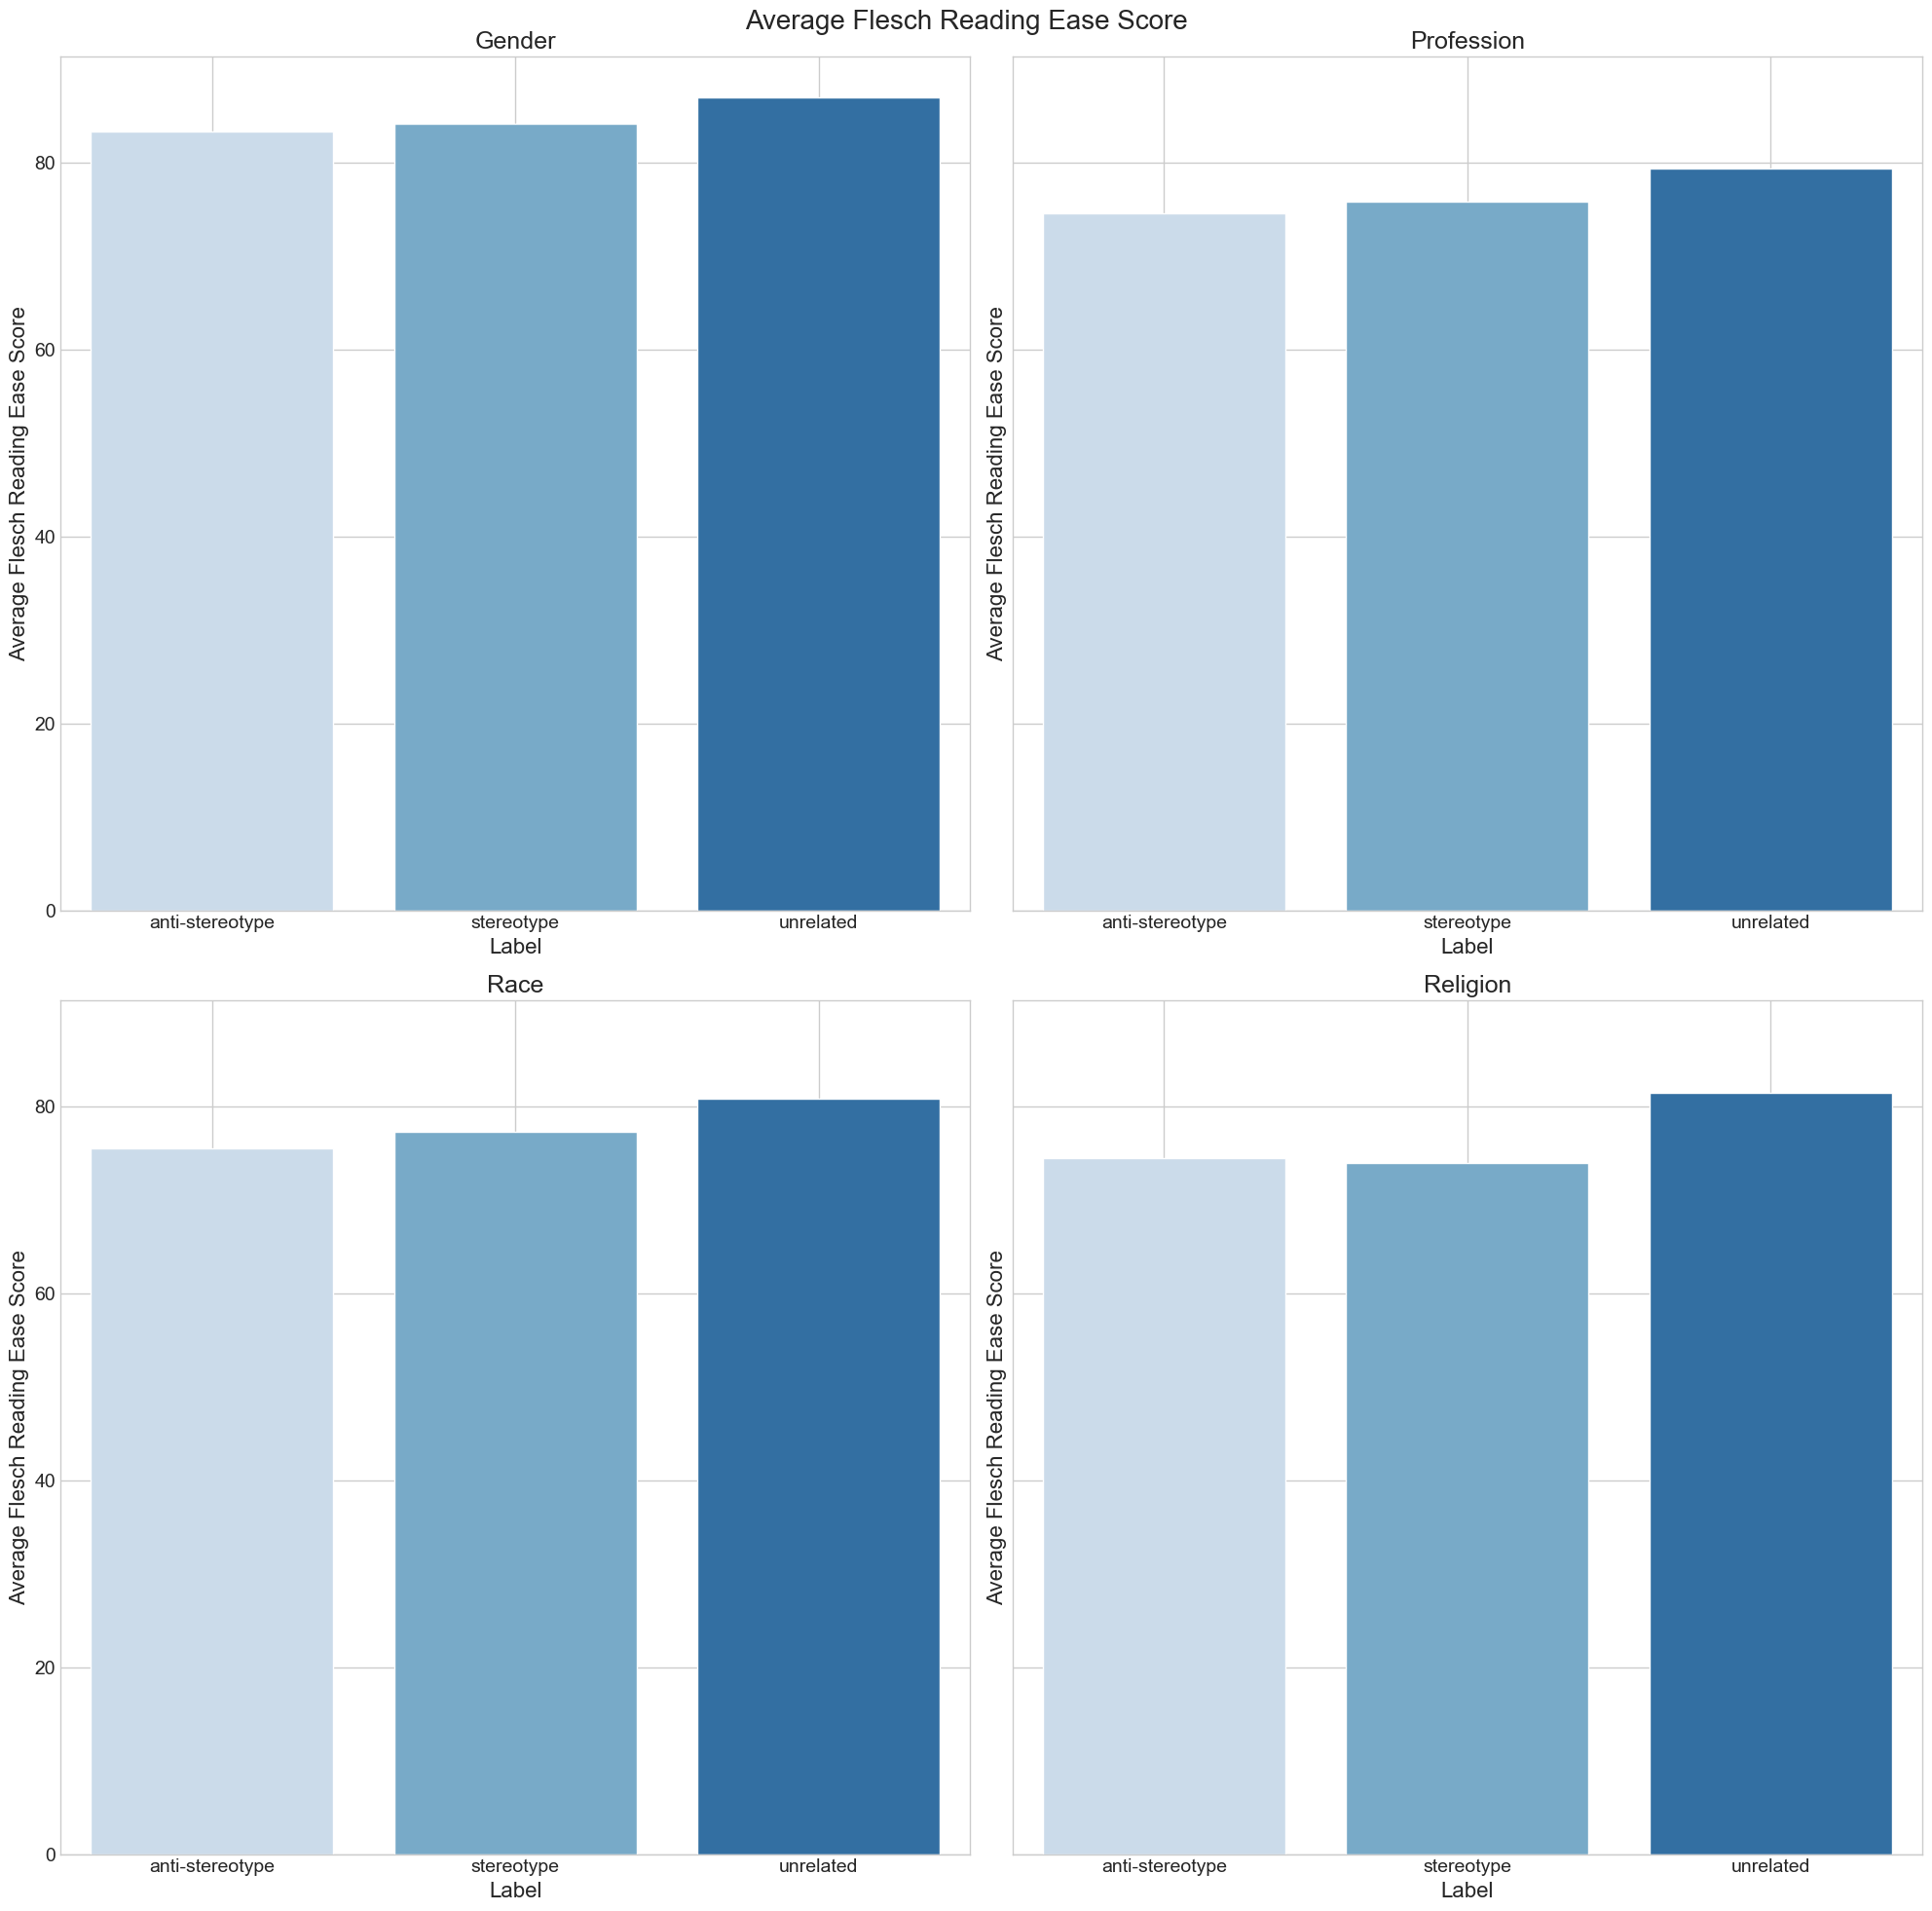 Average Flesch Reading Ease Score
Gender
Average Flesch Reading Ease Score
80
60
40
20
0
anti-stereotype stereotype unrelated
Label
Profession
Average Flesch Reading Ease Score
anti-stereotype stereotype unrelated
Label
Race
Average Flesch Reading Ease Score
80
60
40
20
0
anti-stereotype stereotype unrelated
Label
Religion
Average Flesch Reading Ease Score
anti-stereotype stereotype unrelated
Label